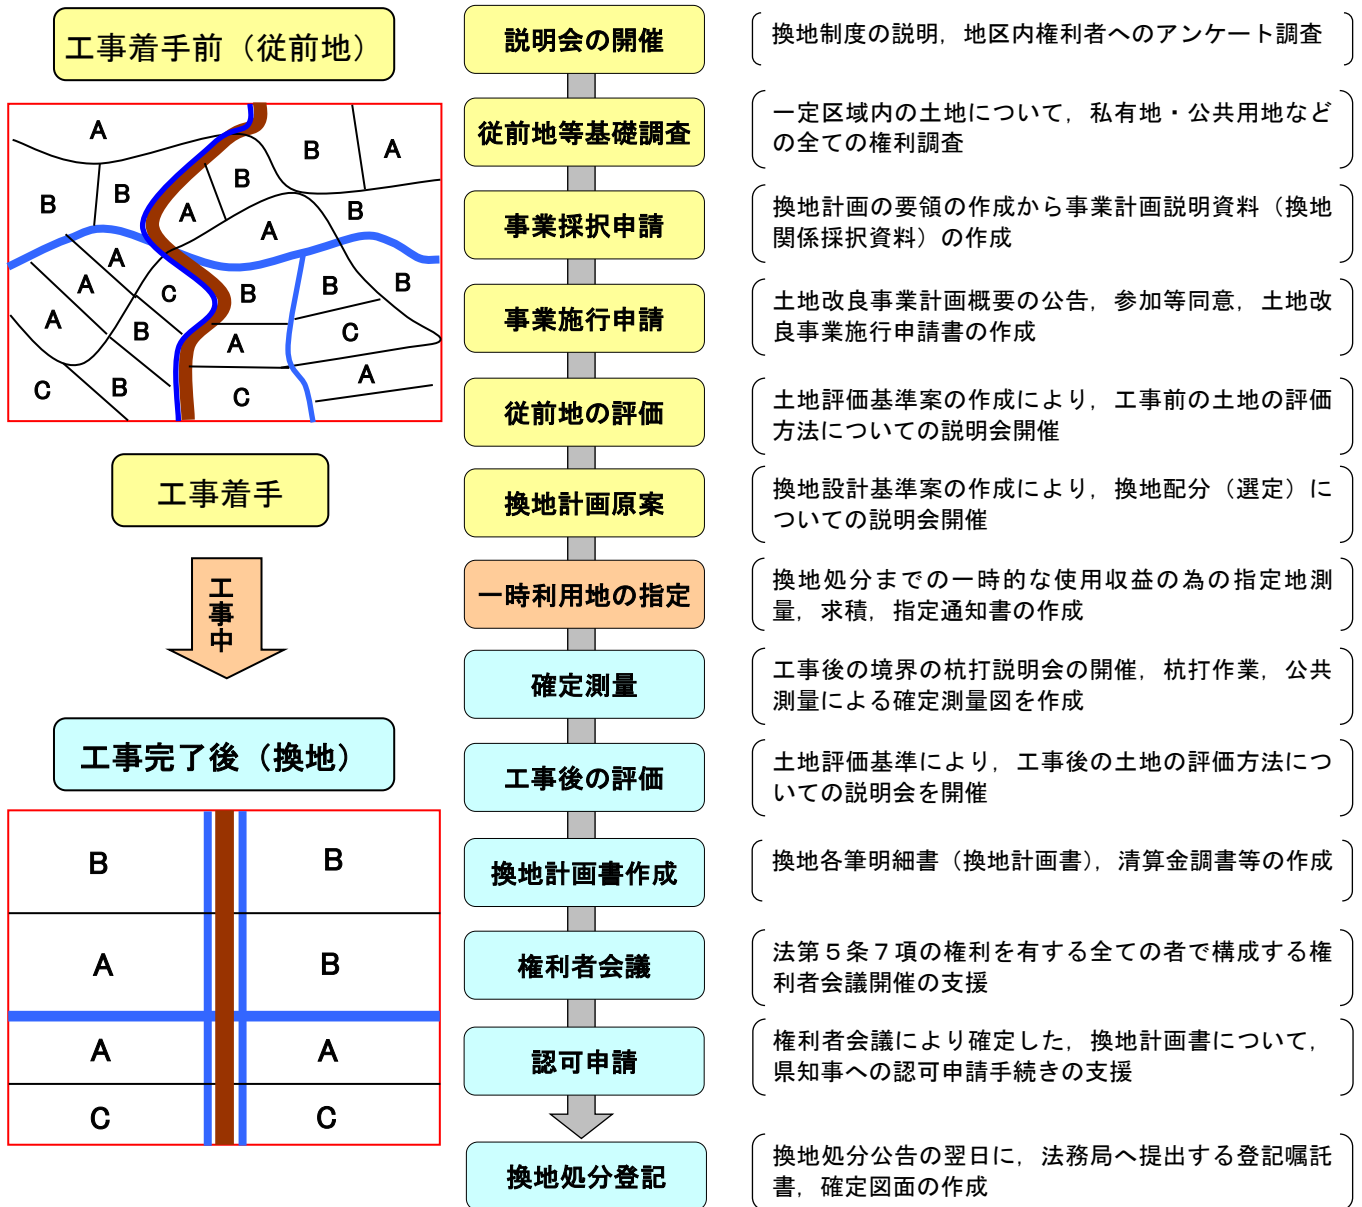 工事着手前（従前地）
A
B
A
B
B
B
A
B
A
A
A
C
B
B
B
A
B
A
C
C
B
C
A
工事着手
工事中
工事完了後（換地）
B
B
A
B
A
A
C
C
説明会の開催
換地制度の説明，地区内権利者へのアンケート調査
従前地等基礎調査
一定区域内の土地について，私有地・公共用地など
の全ての権利調査
事業採択申請
換地計画の要領の作成から事業計画説明資料（換地
関係採択資料）の作成
事業施行申請
土地改良事業計画概要の公告，参加等同意，土地改
良事業施行申請書の作成
従前地の評価
土地評価基準案の作成により，工事前の土地の評価
方法についての説明会開催
換地計画原案
換地設計基準案の作成により，換地配分（選定）に
ついての説明会開催
一時利用地の指定
換地処分までの一時的な使用収益の為の指定地測
量，求積，指定通知書の作成
確定測量
工事後の境界の杭打説明会の開催，杭打作業，公共
測量による確定測量図を作成
工事後の評価
土地評価基準により，工事後の土地の評価方法につ
いての説明会を開催
換地計画書作成
換地各筆明細書（換地計画書），清算金調書等の作成
権利者会議
法第５条７項の権利を有する全ての者で構成する権
利者会議開催の支援
認可申請
権利者会議により確定した，換地計画書について，
県知事への認可申請手続きの支援
換地処分登記
換地処分公告の翌日に，法務局へ提出する登記嘱託
書，確定図面の作成